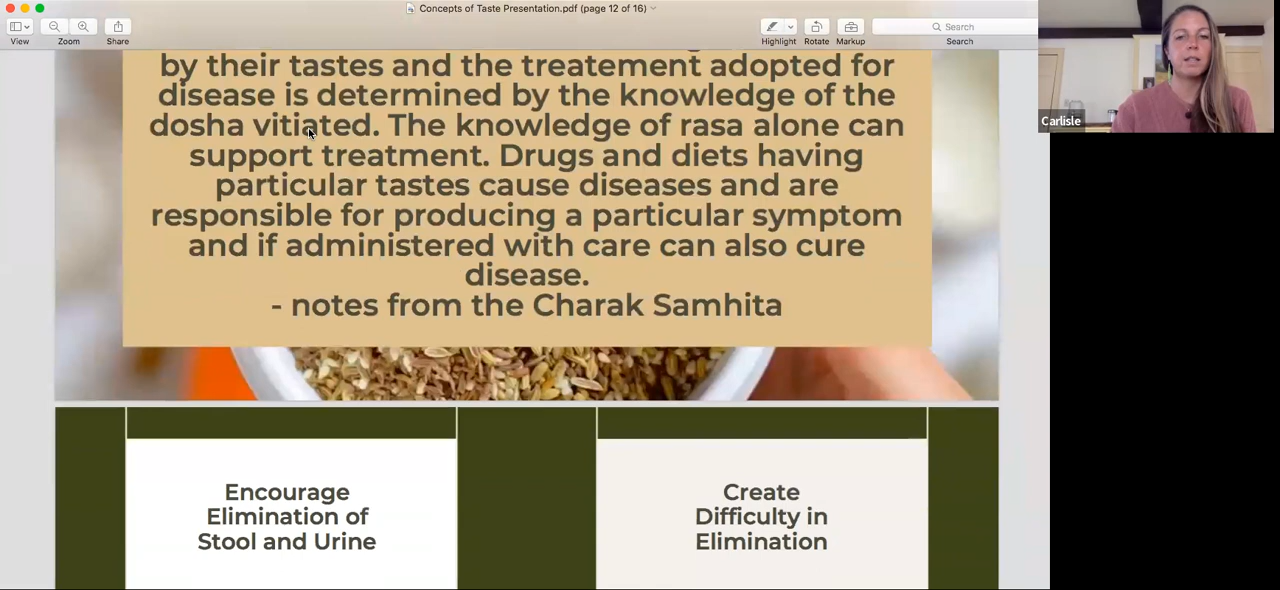 Concepts of Taste Presentation.pdf (page 12 of 16)
View
Zoom
Share
Highlight
Rotate
Markup
Search
Search
Carlisle
by their tastes and the treatement adopted for
disease is determined by the knowledge of the
dosha vitiated. The knowledge of rasa alone can
support treatment. Drugs and diets having
particular tastes cause diseases and are
responsible for producing a particular symptom
and if administered with care can also cure
disease.
- notes from the Charak Samhita
Encourage
Elimination of
Stool and Urine
Create
Difficulty in
Elimination